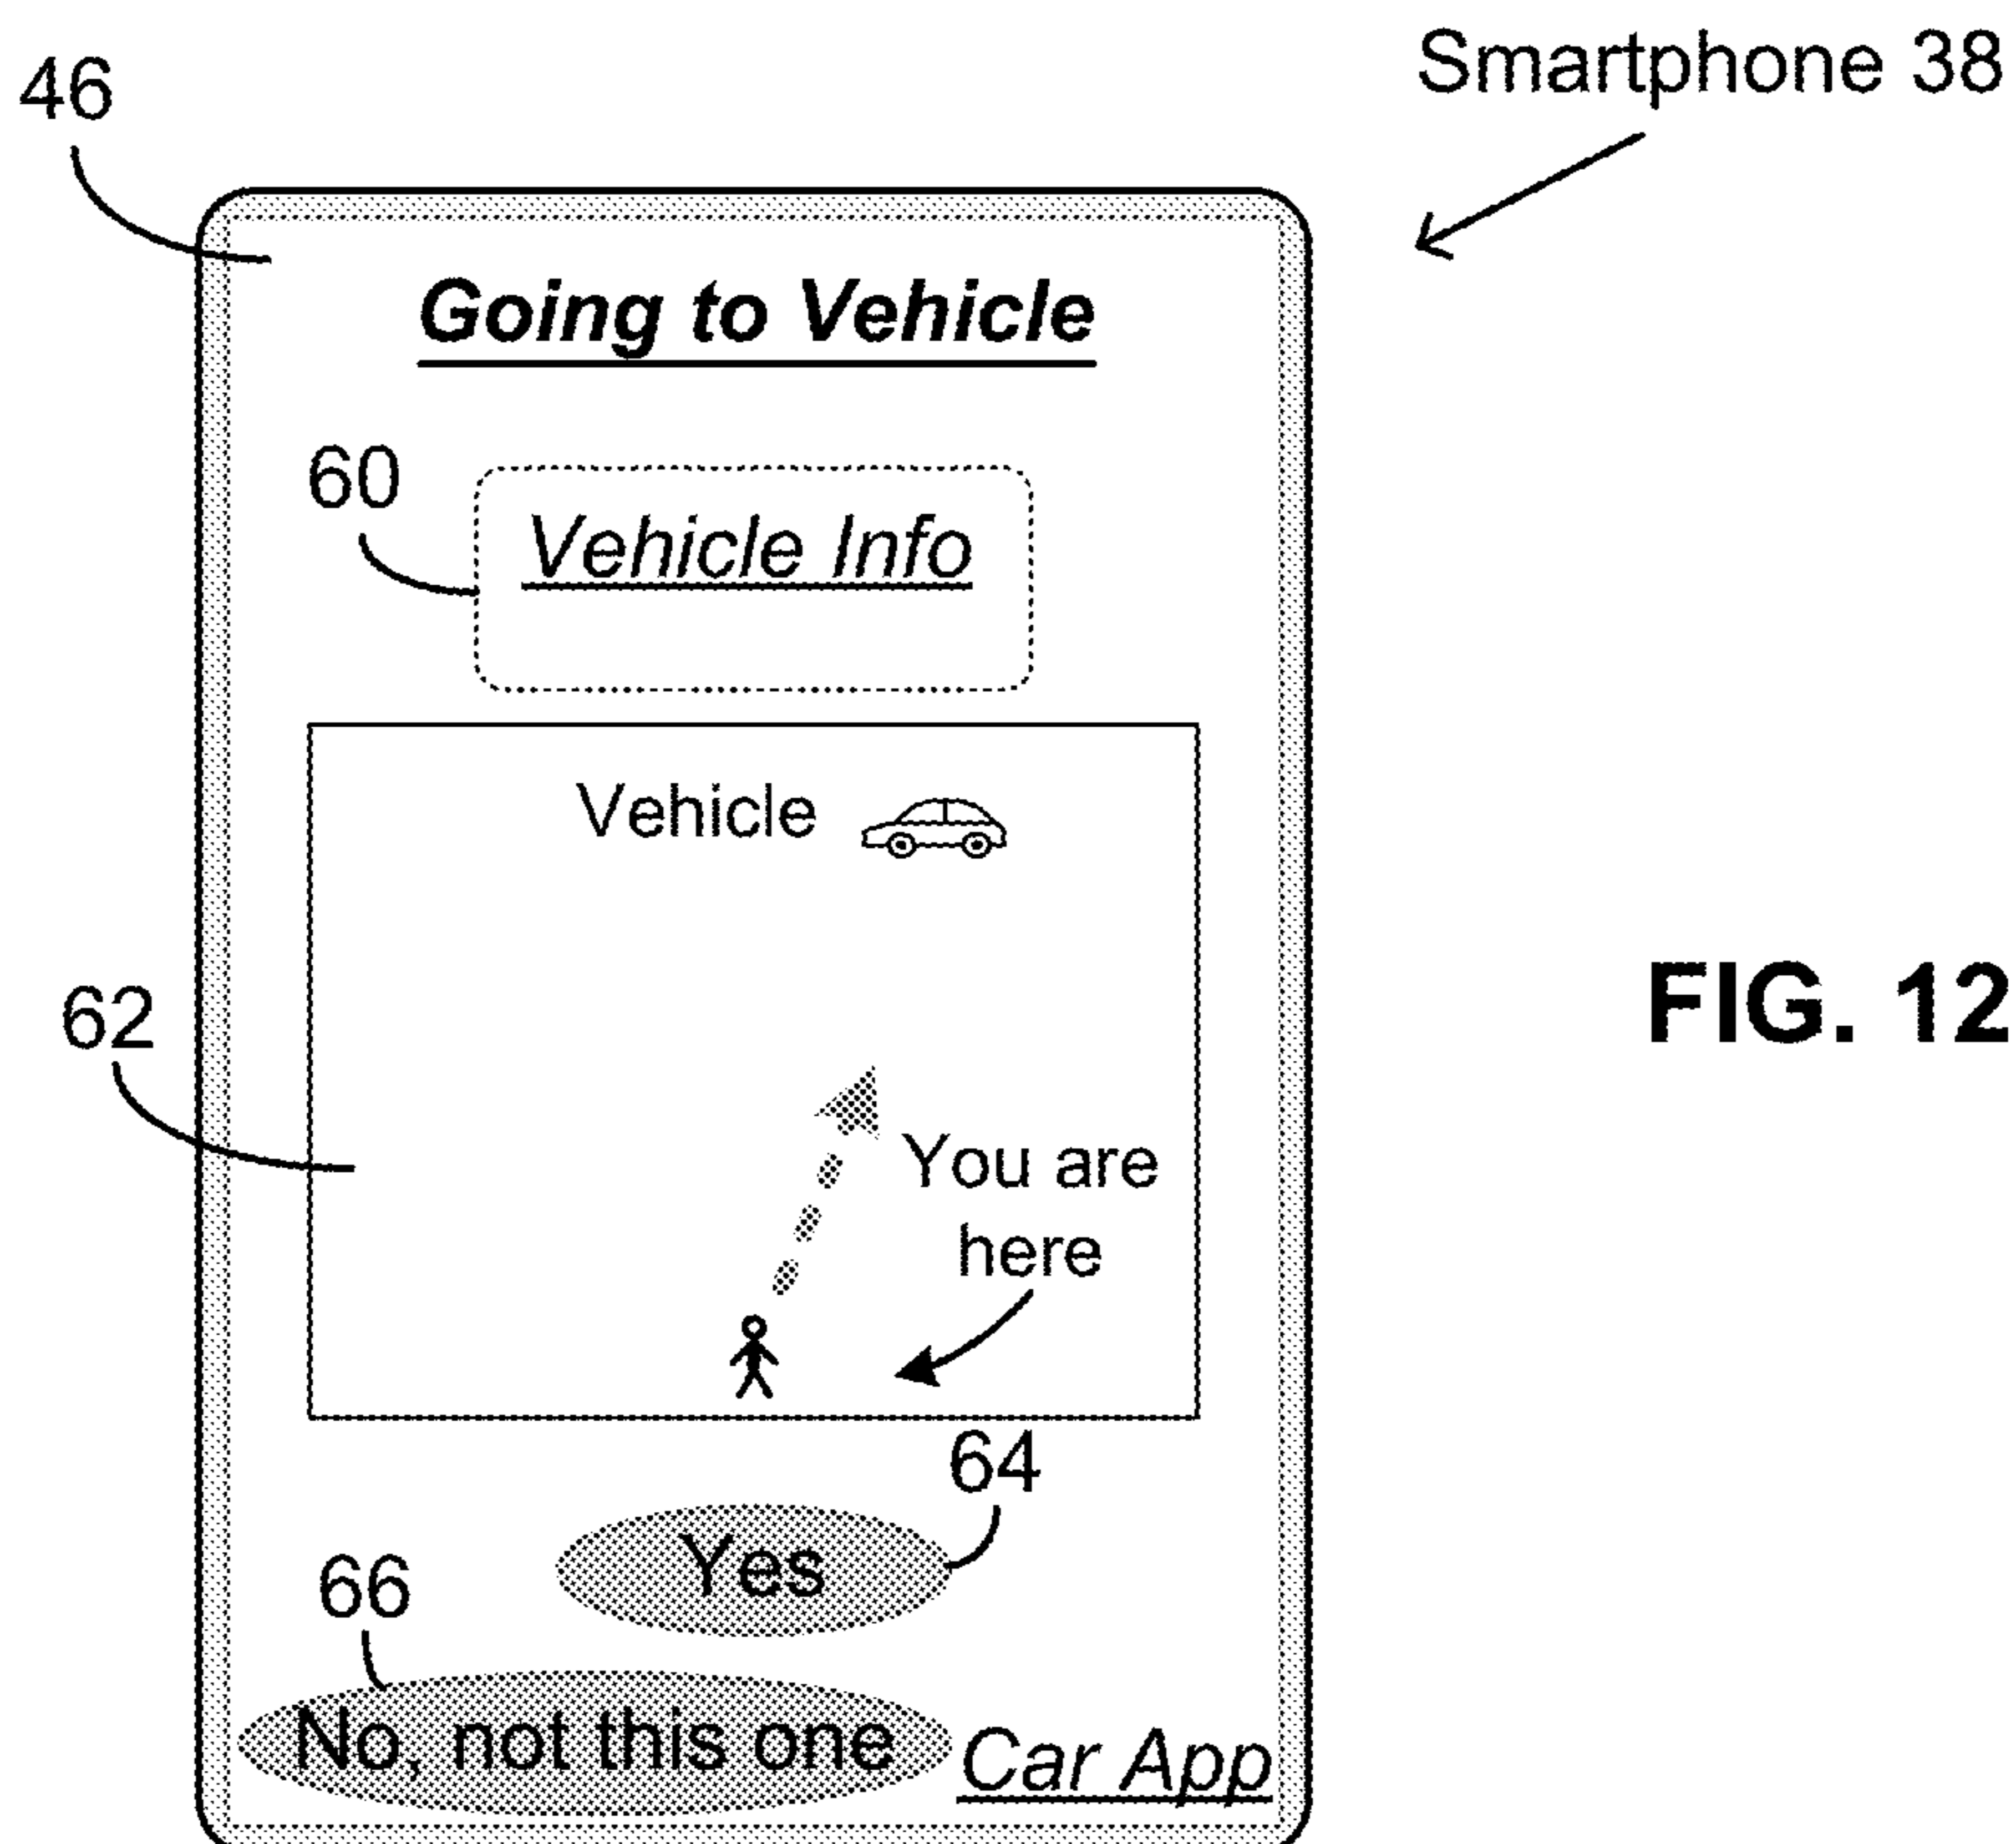 Smartphone 38
46
Going to Vehicle
60
Vehicle Info
Vehicle
62
You are
here
FIG. 12
64
Yes
66
No, not this one
Car App